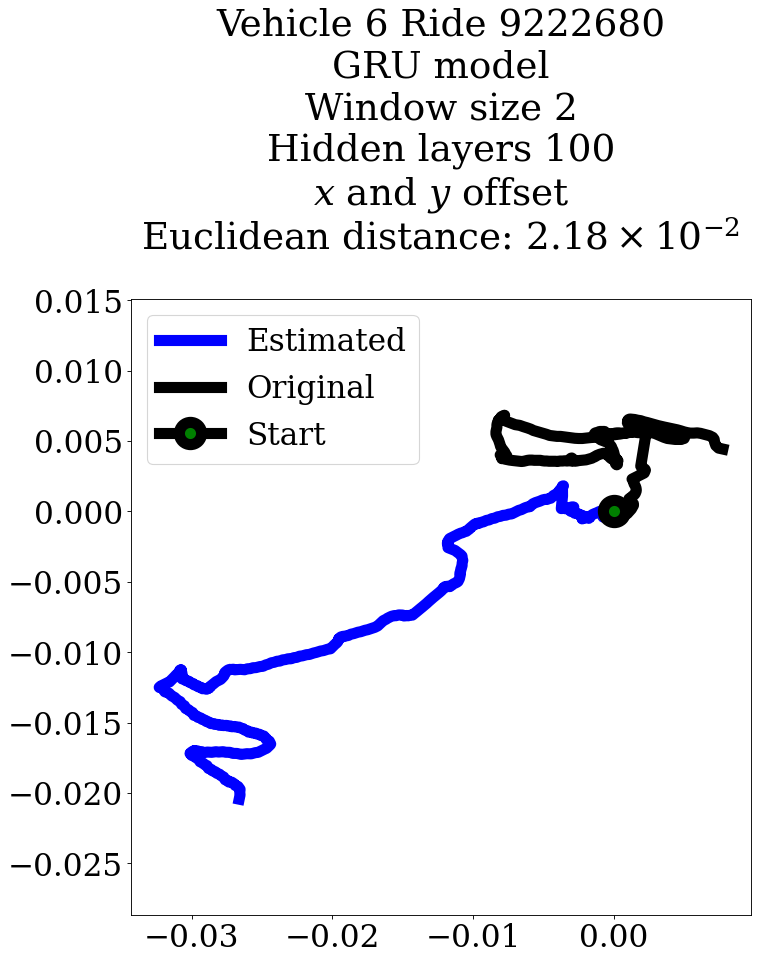 Vehicle 6 Ride 9222680
GRU model
Window size 2
Hidden layers 100
x and y offset
Euclidean distance: 2.18 × 10⁻²
0.015
0.010
0.005
0.000
−0.005
−0.010
−0.015
−0.020
−0.025
Estimated
Original
Start
−0.03 −0.02 −0.01 0.00